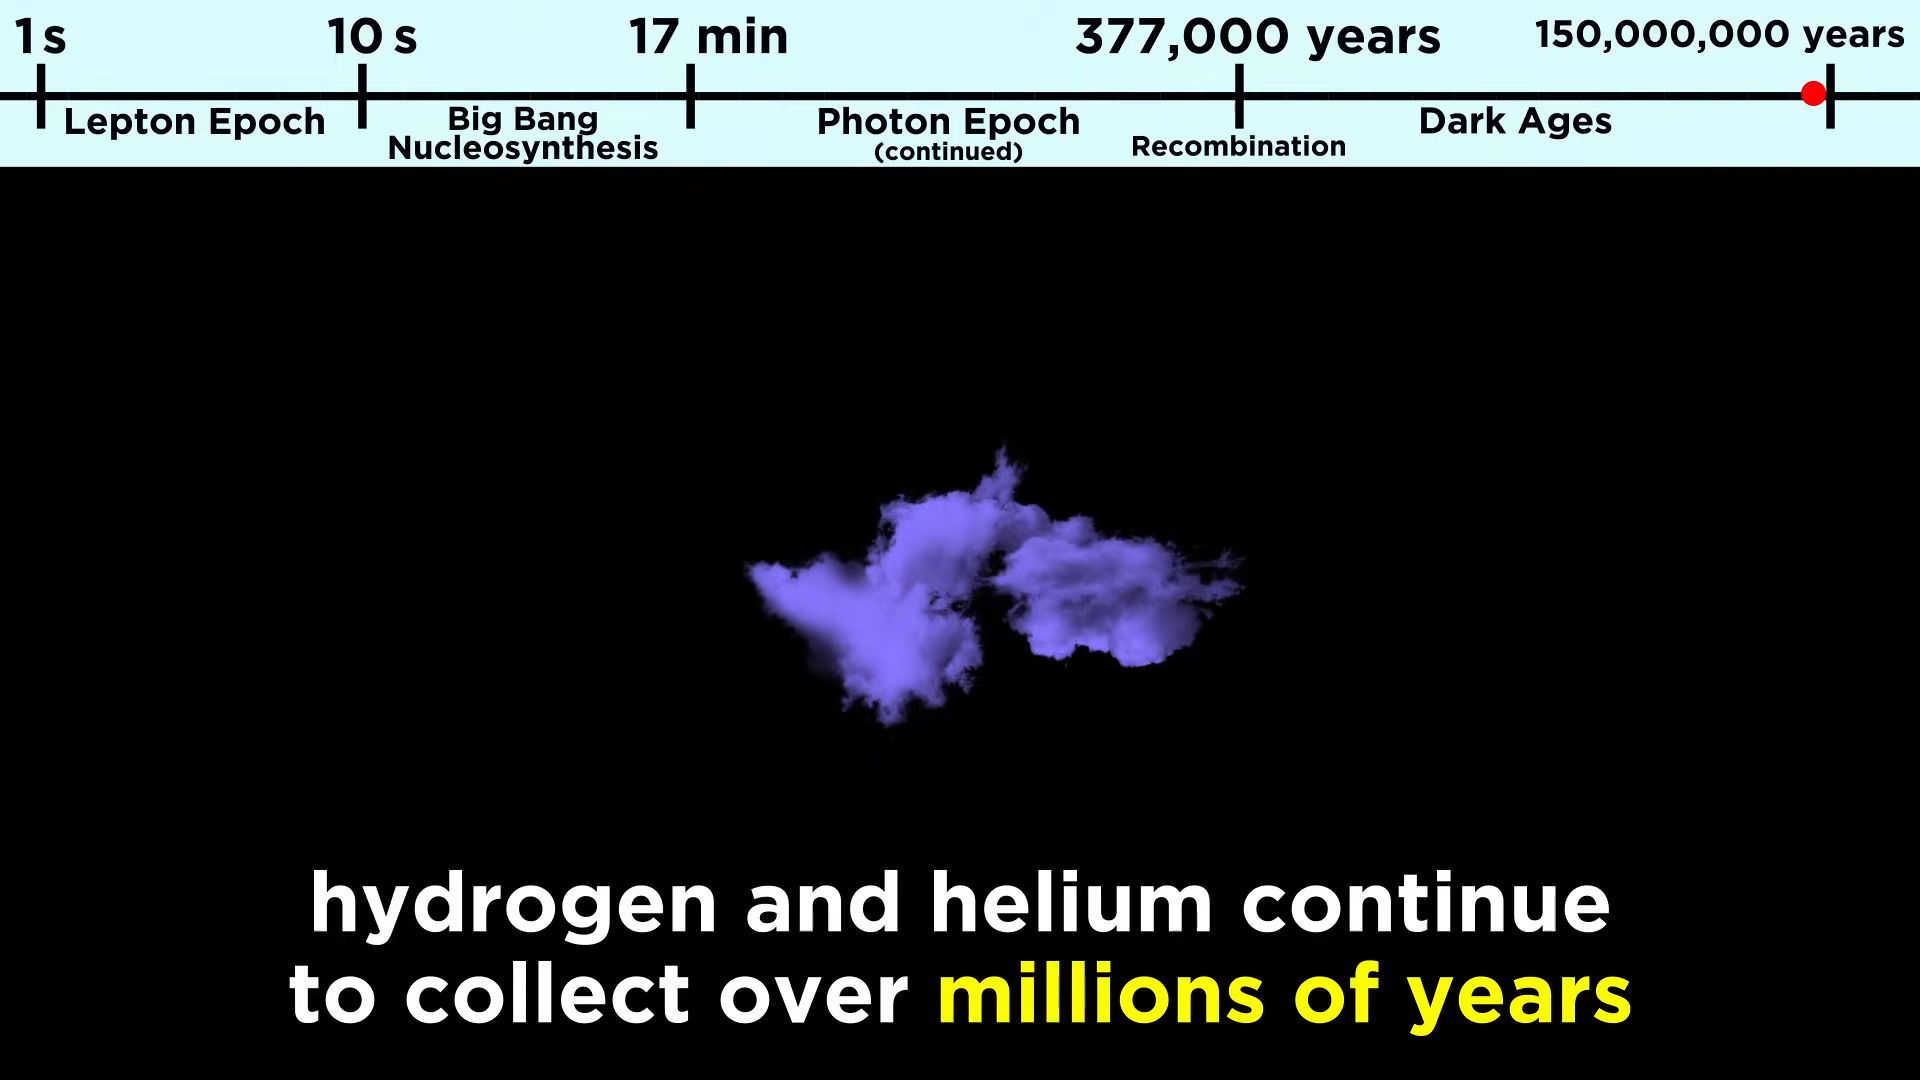 1 s
10 s
17 min
377,000 years
150,000,000 years
Lepton Epoch
Big Bang
Nucleosynthesis
Photon Epoch
(continued)
Recombination
Dark Ages
hydrogen and helium continue
to collect over millions of years